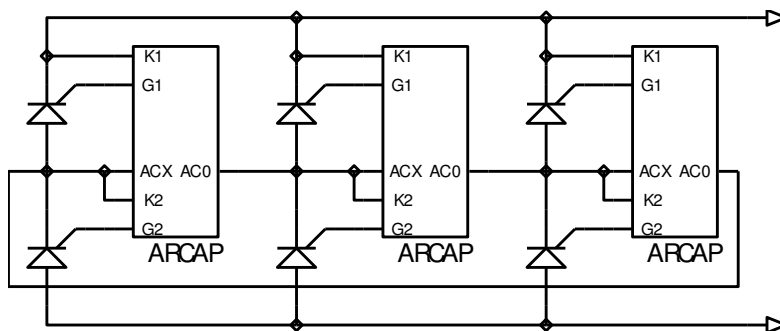 K1 K1 K1
G1 G1 G1
ACX AC0 ACX AC0 ACX AC0
K2 K2 K2
G2 G2 G2
ARCAP ARCAP ARCAP